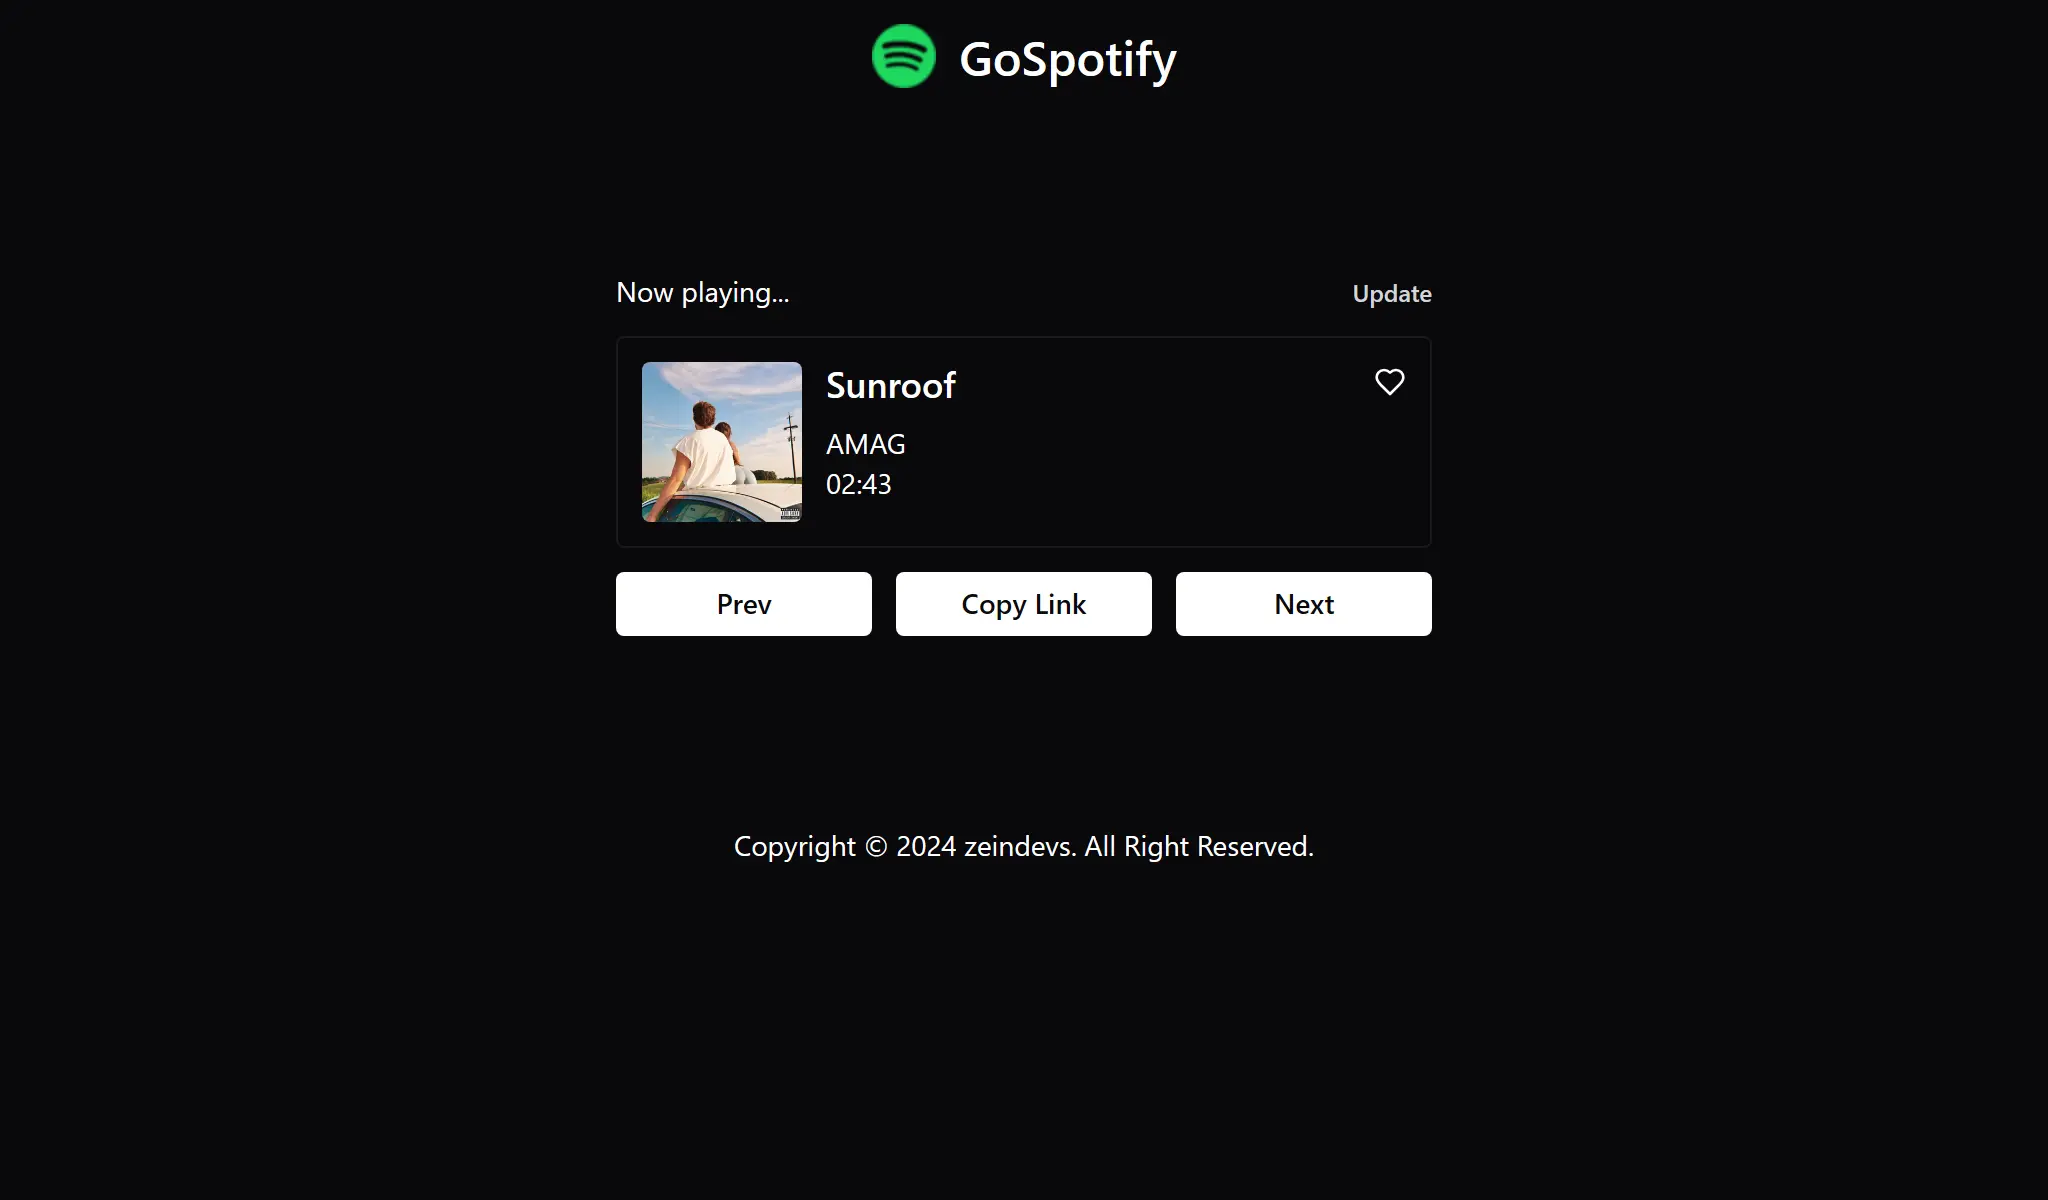 GoSpotify
Now playing...
Update
Sunroof
AMAG
02:43
Prev
Copy Link
Next
Copyright © 2024 zeindevs. All Right Reserved.